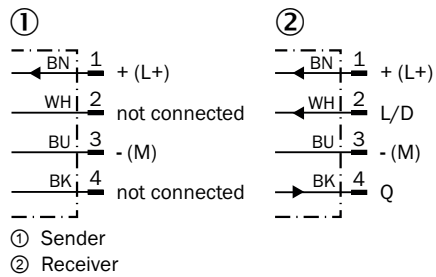 ① ②
BN 1 + (L+) BN 1 + (L+)
WH 2 not connected WH 2 L/D
BU 3 - (M) BU 3 - (M)
BK 4 not connected BK 4 Q
① Sender
② Receiver